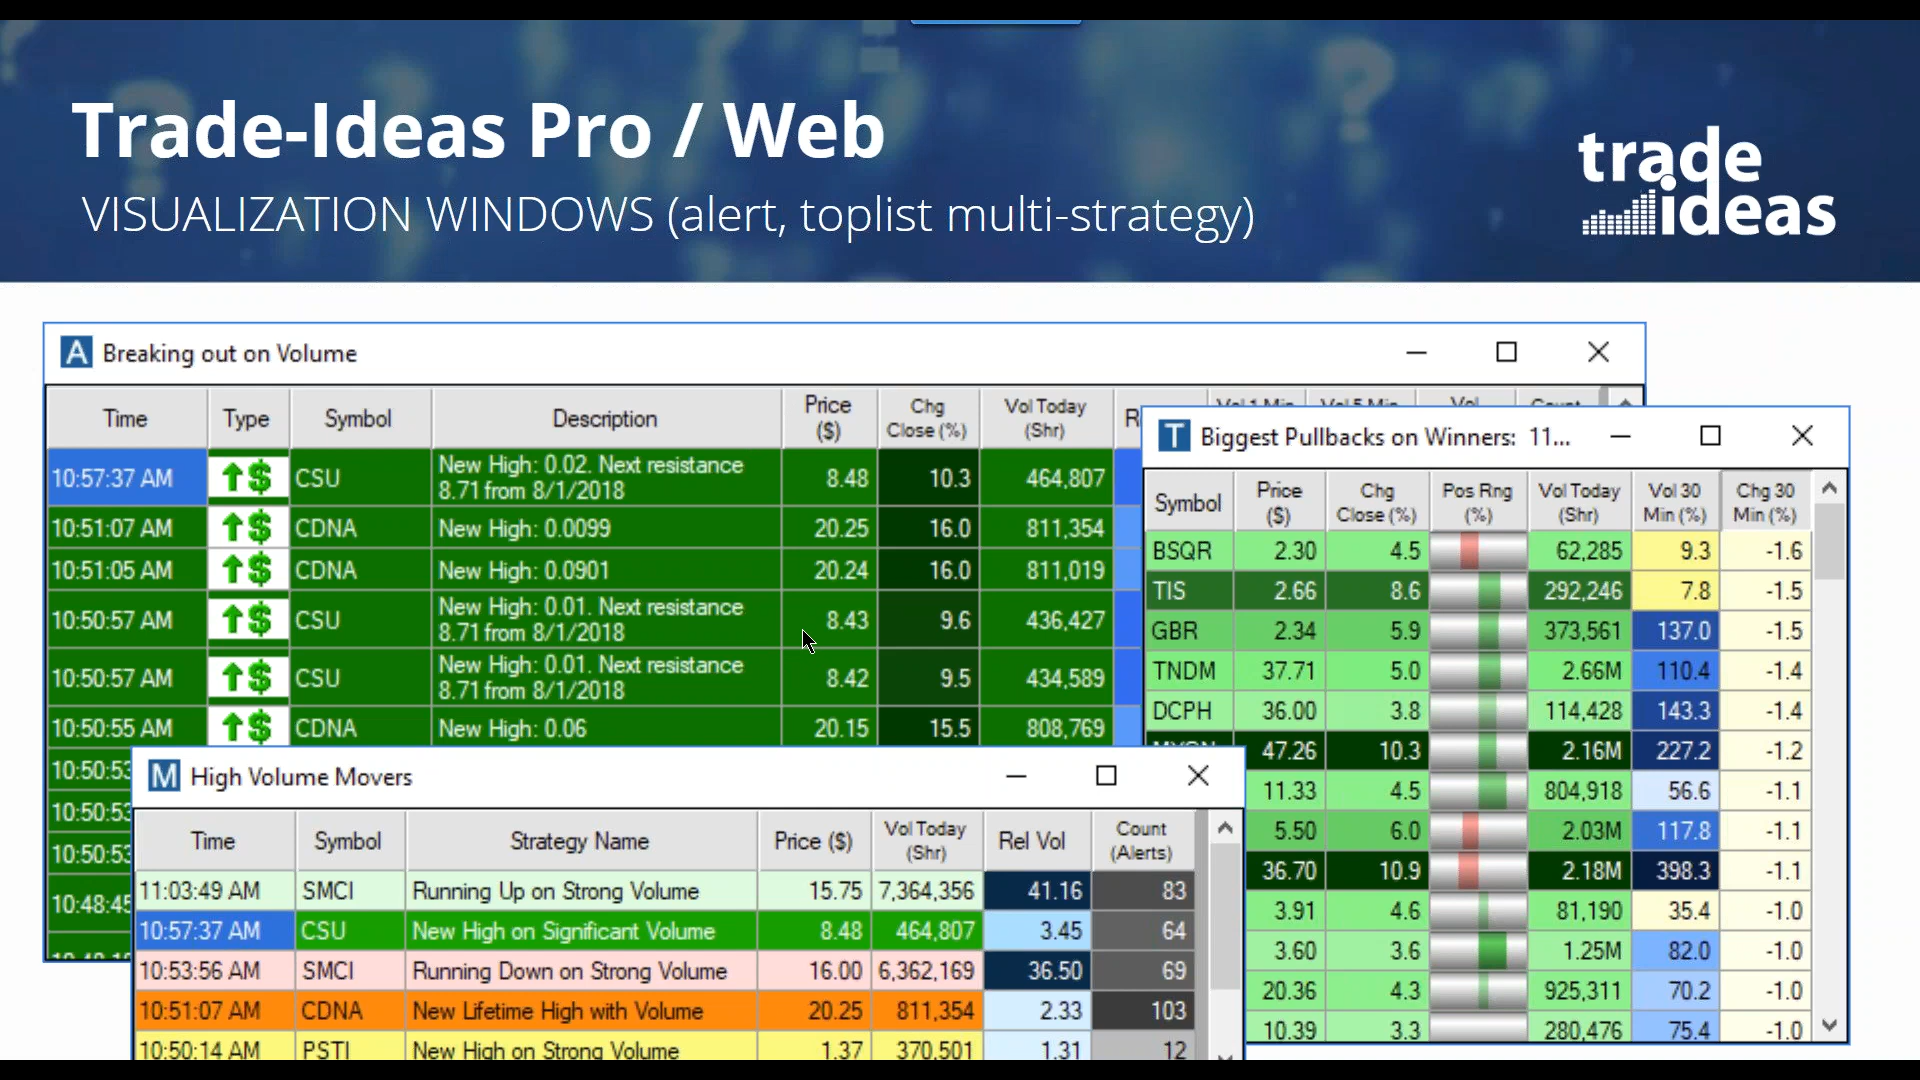 Trade-Ideas Pro / Web
VISUALIZATION WINDOWS (alert, toplist multi-strategy)
trade
ideas
A Breaking out on Volume
Time Type Symbol Description Price ($) Chg Close (%) Vol Today (Shr) R
10:57:37 AM ↑$ CSU New High: 0.02. Next resistance 8.71 from 8/1/2018 8.48 10.3 464,807
10:51:07 AM ↑$ CDNA New High: 0.0099 20.25 16.0 811,354
10:51:05 AM ↑$ CDNA New High: 0.0901 20.24 16.0 811,019
10:50:57 AM ↑$ CSU New High: 0.01. Next resistance 8.71 from 8/1/2018 8.43 9.6 436,427
10:50:57 AM ↑$ CSU New High: 0.01. Next resistance 8.71 from 8/1/2018 8.42 9.5 434,589
10:50:55 AM ↑$ CDNA New High: 0.06 20.15 15.5 808,769
10:50:53
10:50:53
10:50:53
10:48:45
T Biggest Pullbacks on Winners: 11...
Symbol Price ($) Chg Close (%) Pos Rng (%) Vol Today (Shr) Vol 30 Min (%) Chg 30 Min (%)
BSQR 2.30 4.5 62,285 9.3 -1.6
TIS 2.66 8.6 292,246 7.8 -1.5
GBR 2.34 5.9 373,561 137.0 -1.5
TNDM 37.71 5.0 2.66M 110.4 -1.4
DCPH 36.00 3.8 114,428 143.3 -1.4
47.26 10.3 2.16M 227.2 -1.2
11.33 4.5 804,918 56.6 -1.1
5.50 6.0 2.03M 117.8 -1.1
36.70 10.9 2.18M 398.3 -1.1
3.91 4.6 81,190 35.4 -1.0
3.60 3.6 1.25M 82.0 -1.0
20.36 4.3 925,311 70.2 -1.0
10.39 3.3 280,476 75.4 -1.0
M High Volume Movers
Time Symbol Strategy Name Price ($) Vol Today (Shr) Rel Vol Count (Alerts)
11:03:49 AM SMCI Running Up on Strong Volume 15.75 7,364,356 41.16 83
10:57:37 AM CSU New High on Significant Volume 8.48 464,807 3.45 64
10:53:56 AM SMCI Running Down on Strong Volume 16.00 6,362,169 36.50 69
10:51:07 AM CDNA New Lifetime High with Volume 20.25 811,354 2.33 103
10:50:14 AM PSTI New High on Strong Volume 1.37 370,501 1.31 12